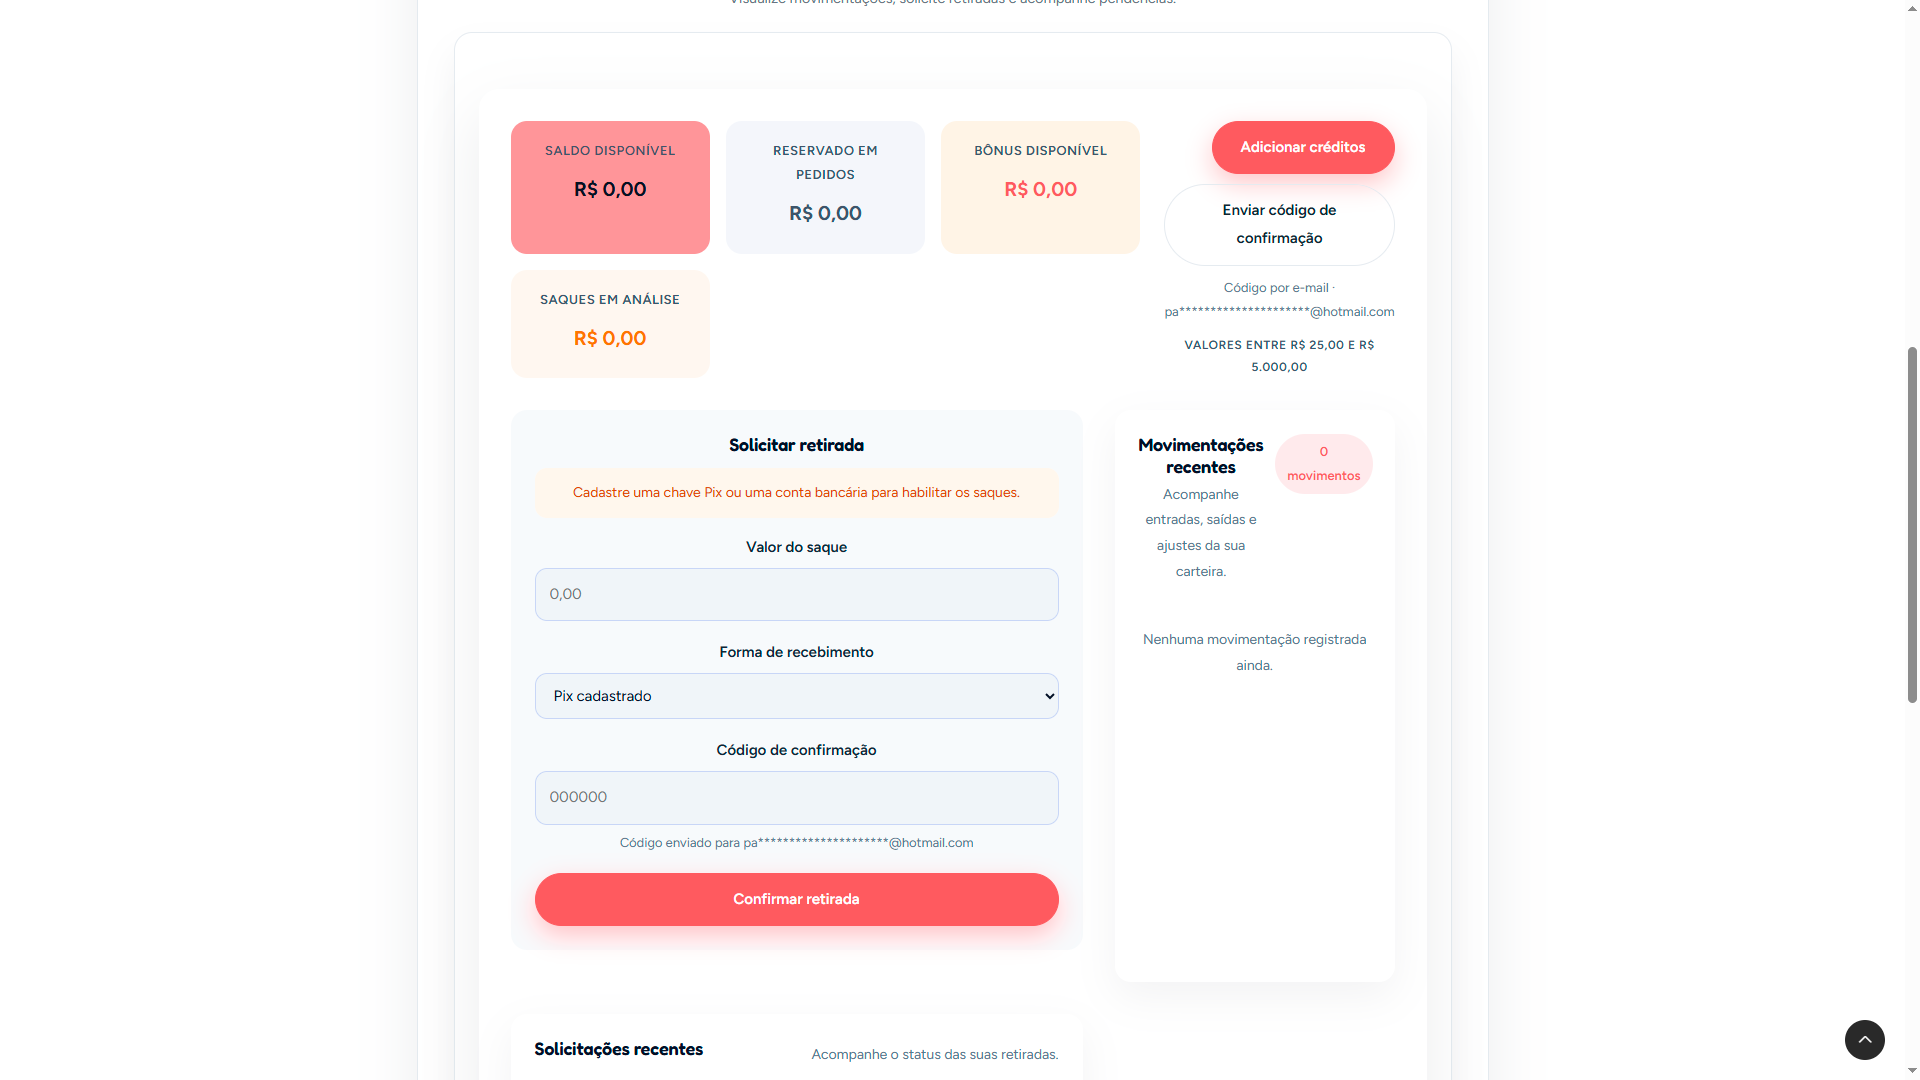 Visualize movimentações, solicite retiradas e acompanhe pendências.
SALDO DISPONÍVEL
R$ 0,00
RESERVADO EM
PEDIDOS
R$ 0,00
BÔNUS DISPONÍVEL
R$ 0,00
SAQUES EM ANÁLISE
R$ 0,00
Adicionar créditos
Enviar código de
confirmação
Código por e-mail ·
pa*********************@hotmail.com
VALORES ENTRE R$ 25,00 E R$
5.000,00
Solicitar retirada
Cadastre uma chave Pix ou uma conta bancária para habilitar os saques.
Valor do saque
0,00
Forma de recebimento
Pix cadastrado
Código de confirmação
000000
Código enviado para pa*********************@hotmail.com
Confirmar retirada
Movimentações
recentes
0
movimentos
Acompanhe
entradas, saídas e
ajustes da sua
carteira.
Nenhuma movimentação registrada
ainda.
Solicitações recentes
Acompanhe o status das suas retiradas.